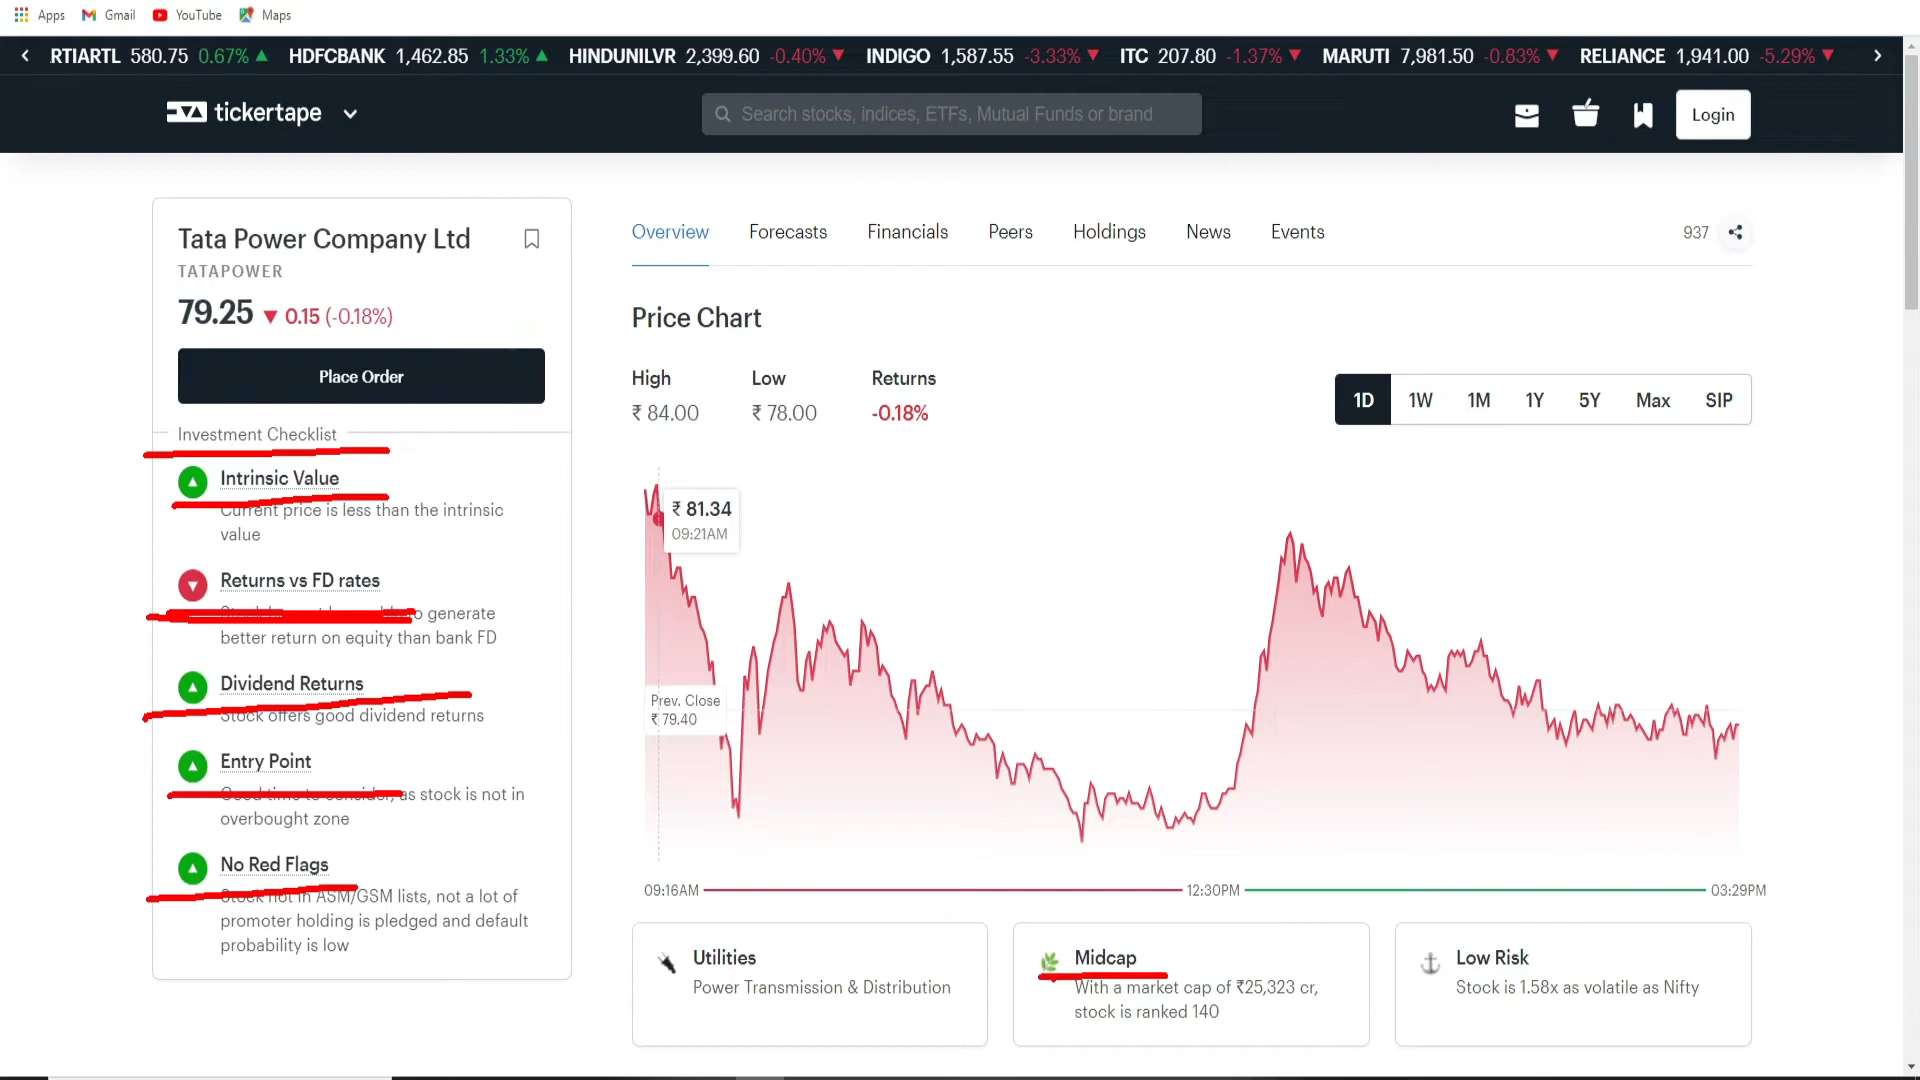 Apps Gmail YouTube Maps
RTIARTL 580.75 0.67% HDFCBANK 1,462.85 1.33% HINDUNILVR 2,399.60 -0.40% INDIGO 1,587.55 -3.33% ITC 207.80 -1.37% MARUTI 7,981.50 -0.83% RELIANCE 1,941.00 -5.29%
tickertape Search stocks, indices, ETFs, Mutual Funds or brand Login
Tata Power Company Ltd
TATAPOWER
79.25 0.15 (-0.18%)
Place Order
Investment Checklist
Intrinsic Value
Current price is less than the intrinsic
value
Returns vs FD rates
generate
better return on equity than bank FD
Dividend Returns
Stock offers good dividend returns
Entry Point
Good time to consider, as stock is not in
overbought zone
No Red Flags
Stock not in ASM/GSM lists, not a lot of
promoter holding is pledged and default
probability is low
Overview Forecasts Financials Peers Holdings News Events 937
Price Chart
High Low Returns
₹ 84.00 ₹ 78.00 -0.18%
1D 1W 1M 1Y 5Y Max SIP
₹ 81.34
09:21AM
Prev. Close
₹ 79.40
09:16AM 12:30PM 03:29PM
Utilities
Power Transmission & Distribution
Midcap
With a market cap of ₹25,323 cr,
stock is ranked 140
Low Risk
Stock is 1.58x as volatile as Nifty